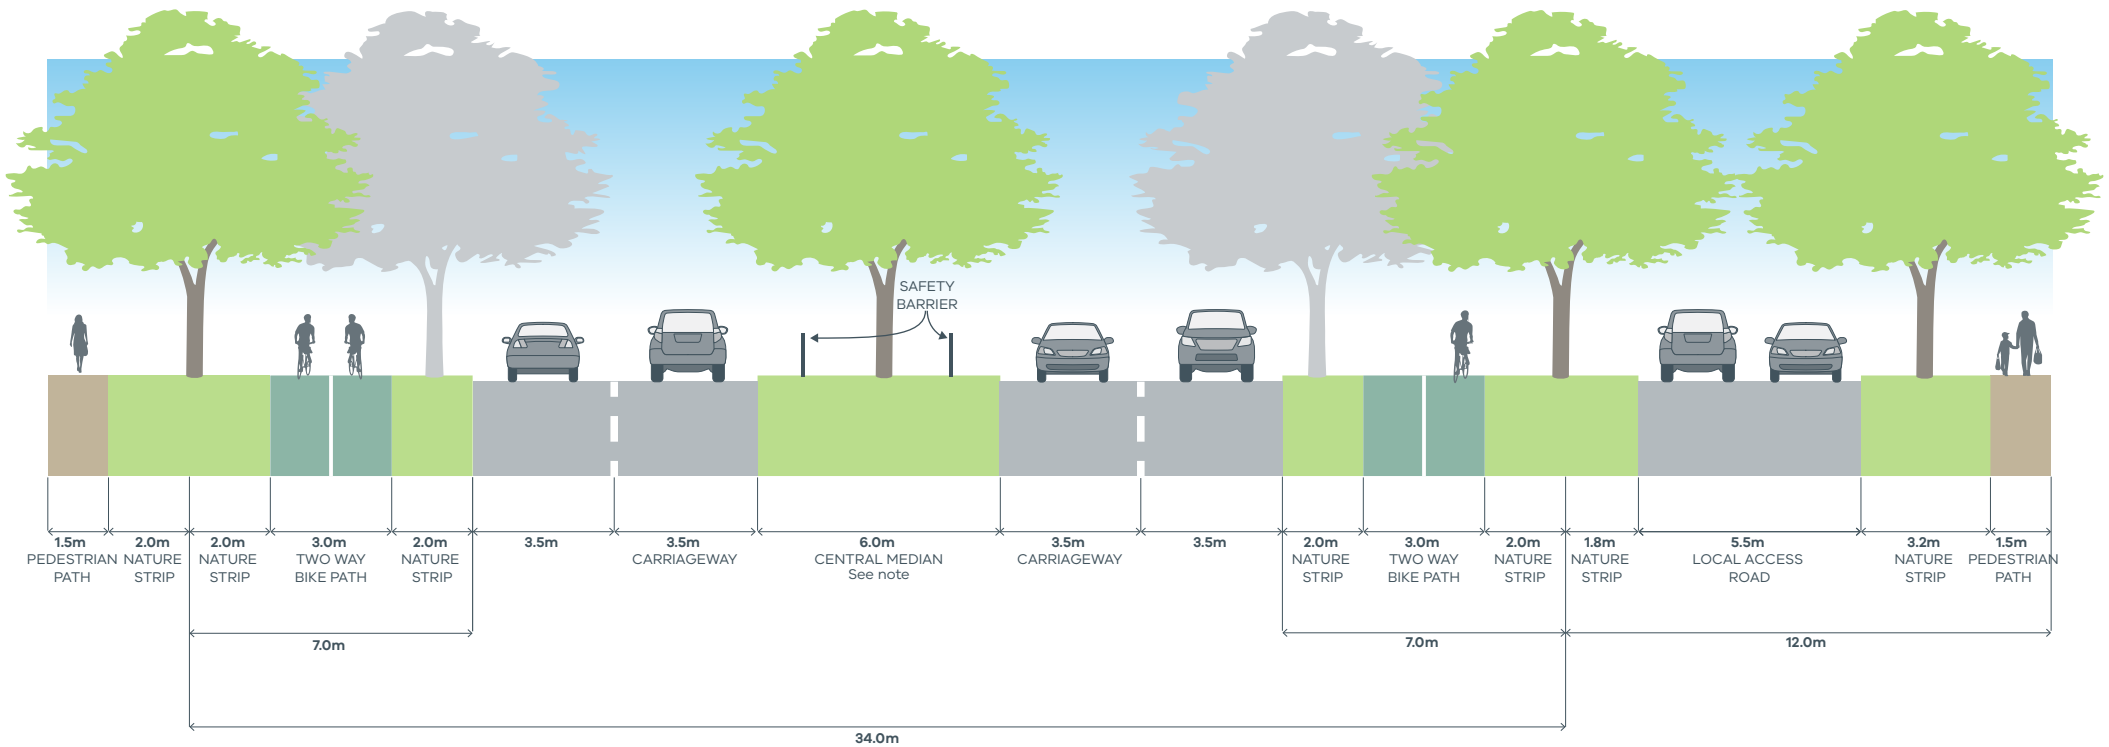 SAFETY
BARRIER
1.5m
PEDESTRIAN
PATH
2.0m
NATURE
STRIP
2.0m
NATURE
STRIP
3.0m
TWO WAY
BIKE PATH
2.0m
NATURE
STRIP
3.5m
3.5m
CARRIAGEWAY
6.0m
CENTRAL MEDIAN
See note
3.5m
CARRIAGEWAY
3.5m
2.0m
NATURE
STRIP
3.0m
TWO WAY
BIKE PATH
2.0m
NATURE
STRIP
1.8m
NATURE
STRIP
5.5m
LOCAL ACCESS
ROAD
3.2m
NATURE
STRIP
1.5m
PEDESTRIAN
PATH
7.0m
7.0m
12.0m
34.0m